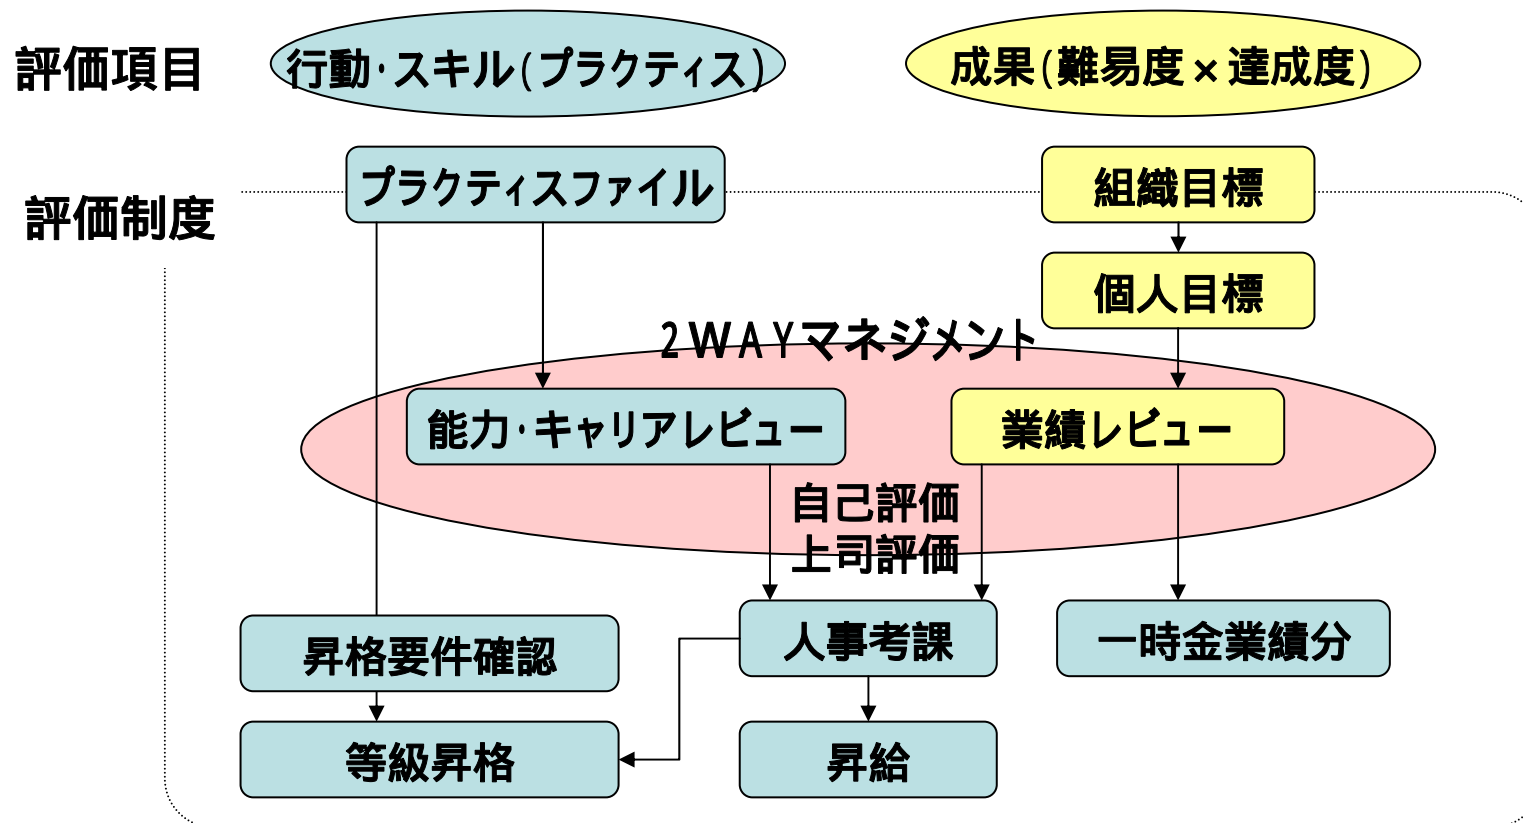 評価項目
行動・スキル(プラクティス)
成果(難易度×達成度)
評価制度
プラクティスファイル
組織目標
個人目標
2WAYマネジメント
能力・キャリアレビュー
業績レビュー
自己評価
上司評価
昇格要件確認
人事考課
一時金業績分
等級昇格
昇給